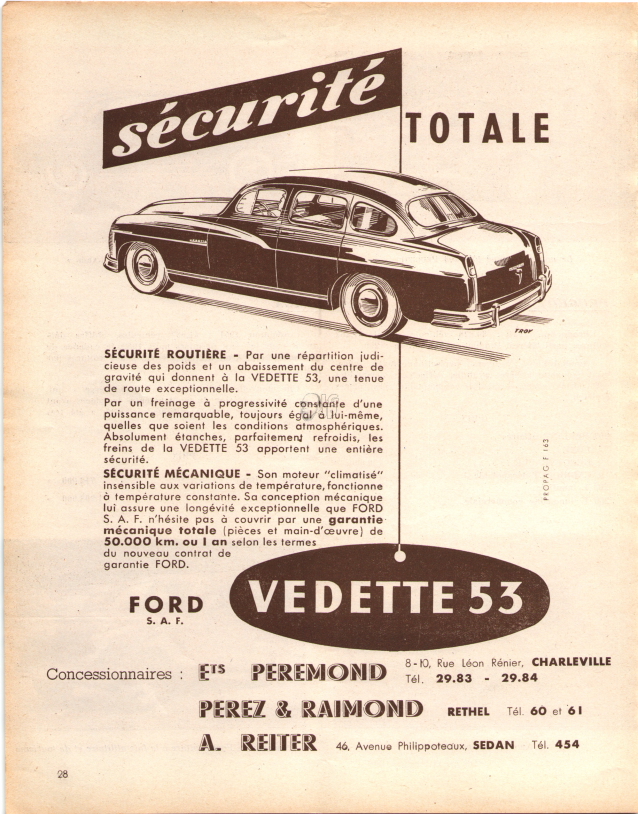 sécurité
TOTALE
TROY
SÉCURITÉ ROUTIÈRE - Par une répartition judi-
cieuse des poids et un abaissement du centre de
gravité qui donnent à la VEDETTE 53, une tenue
de route exceptionnelle.
Par un freinage à progressivité constante d'une
puissance remarquable, toujours égal à lui-même,
quelles que soient les conditions atmosphériques.
Absolument étanches, parfaitement refroidis, les
freins de la VEDETTE 53 apportent une entière
sécurité.
SÉCURITÉ MÉCANIQUE - Son moteur "climatisé"
insensible aux variations de température, fonctionne
à température constante. Sa conception mécanique
lui assure une longévité exceptionnelle que FORD
S. A. F. n'hésite pas à couvrir par une garantie
mécanique totale (pièces et main-d'œuvre) de
50.000 km. ou 1 an selon les termes
du nouveau contrat de
garantie FORD.
PROPAG E 163
FORD
S. A. F.
VEDETTE 53
Concessionnaires :
ETS PEREMOND
8-10, Rue Léon Rénier, CHARLEVILLE
Tél. 29.83 - 29.84
PEREZ & RAIMOND RETHEL Tél. 60 et 61
A. REITER 46, Avenue Philippoteaux, SEDAN Tél. 454
28